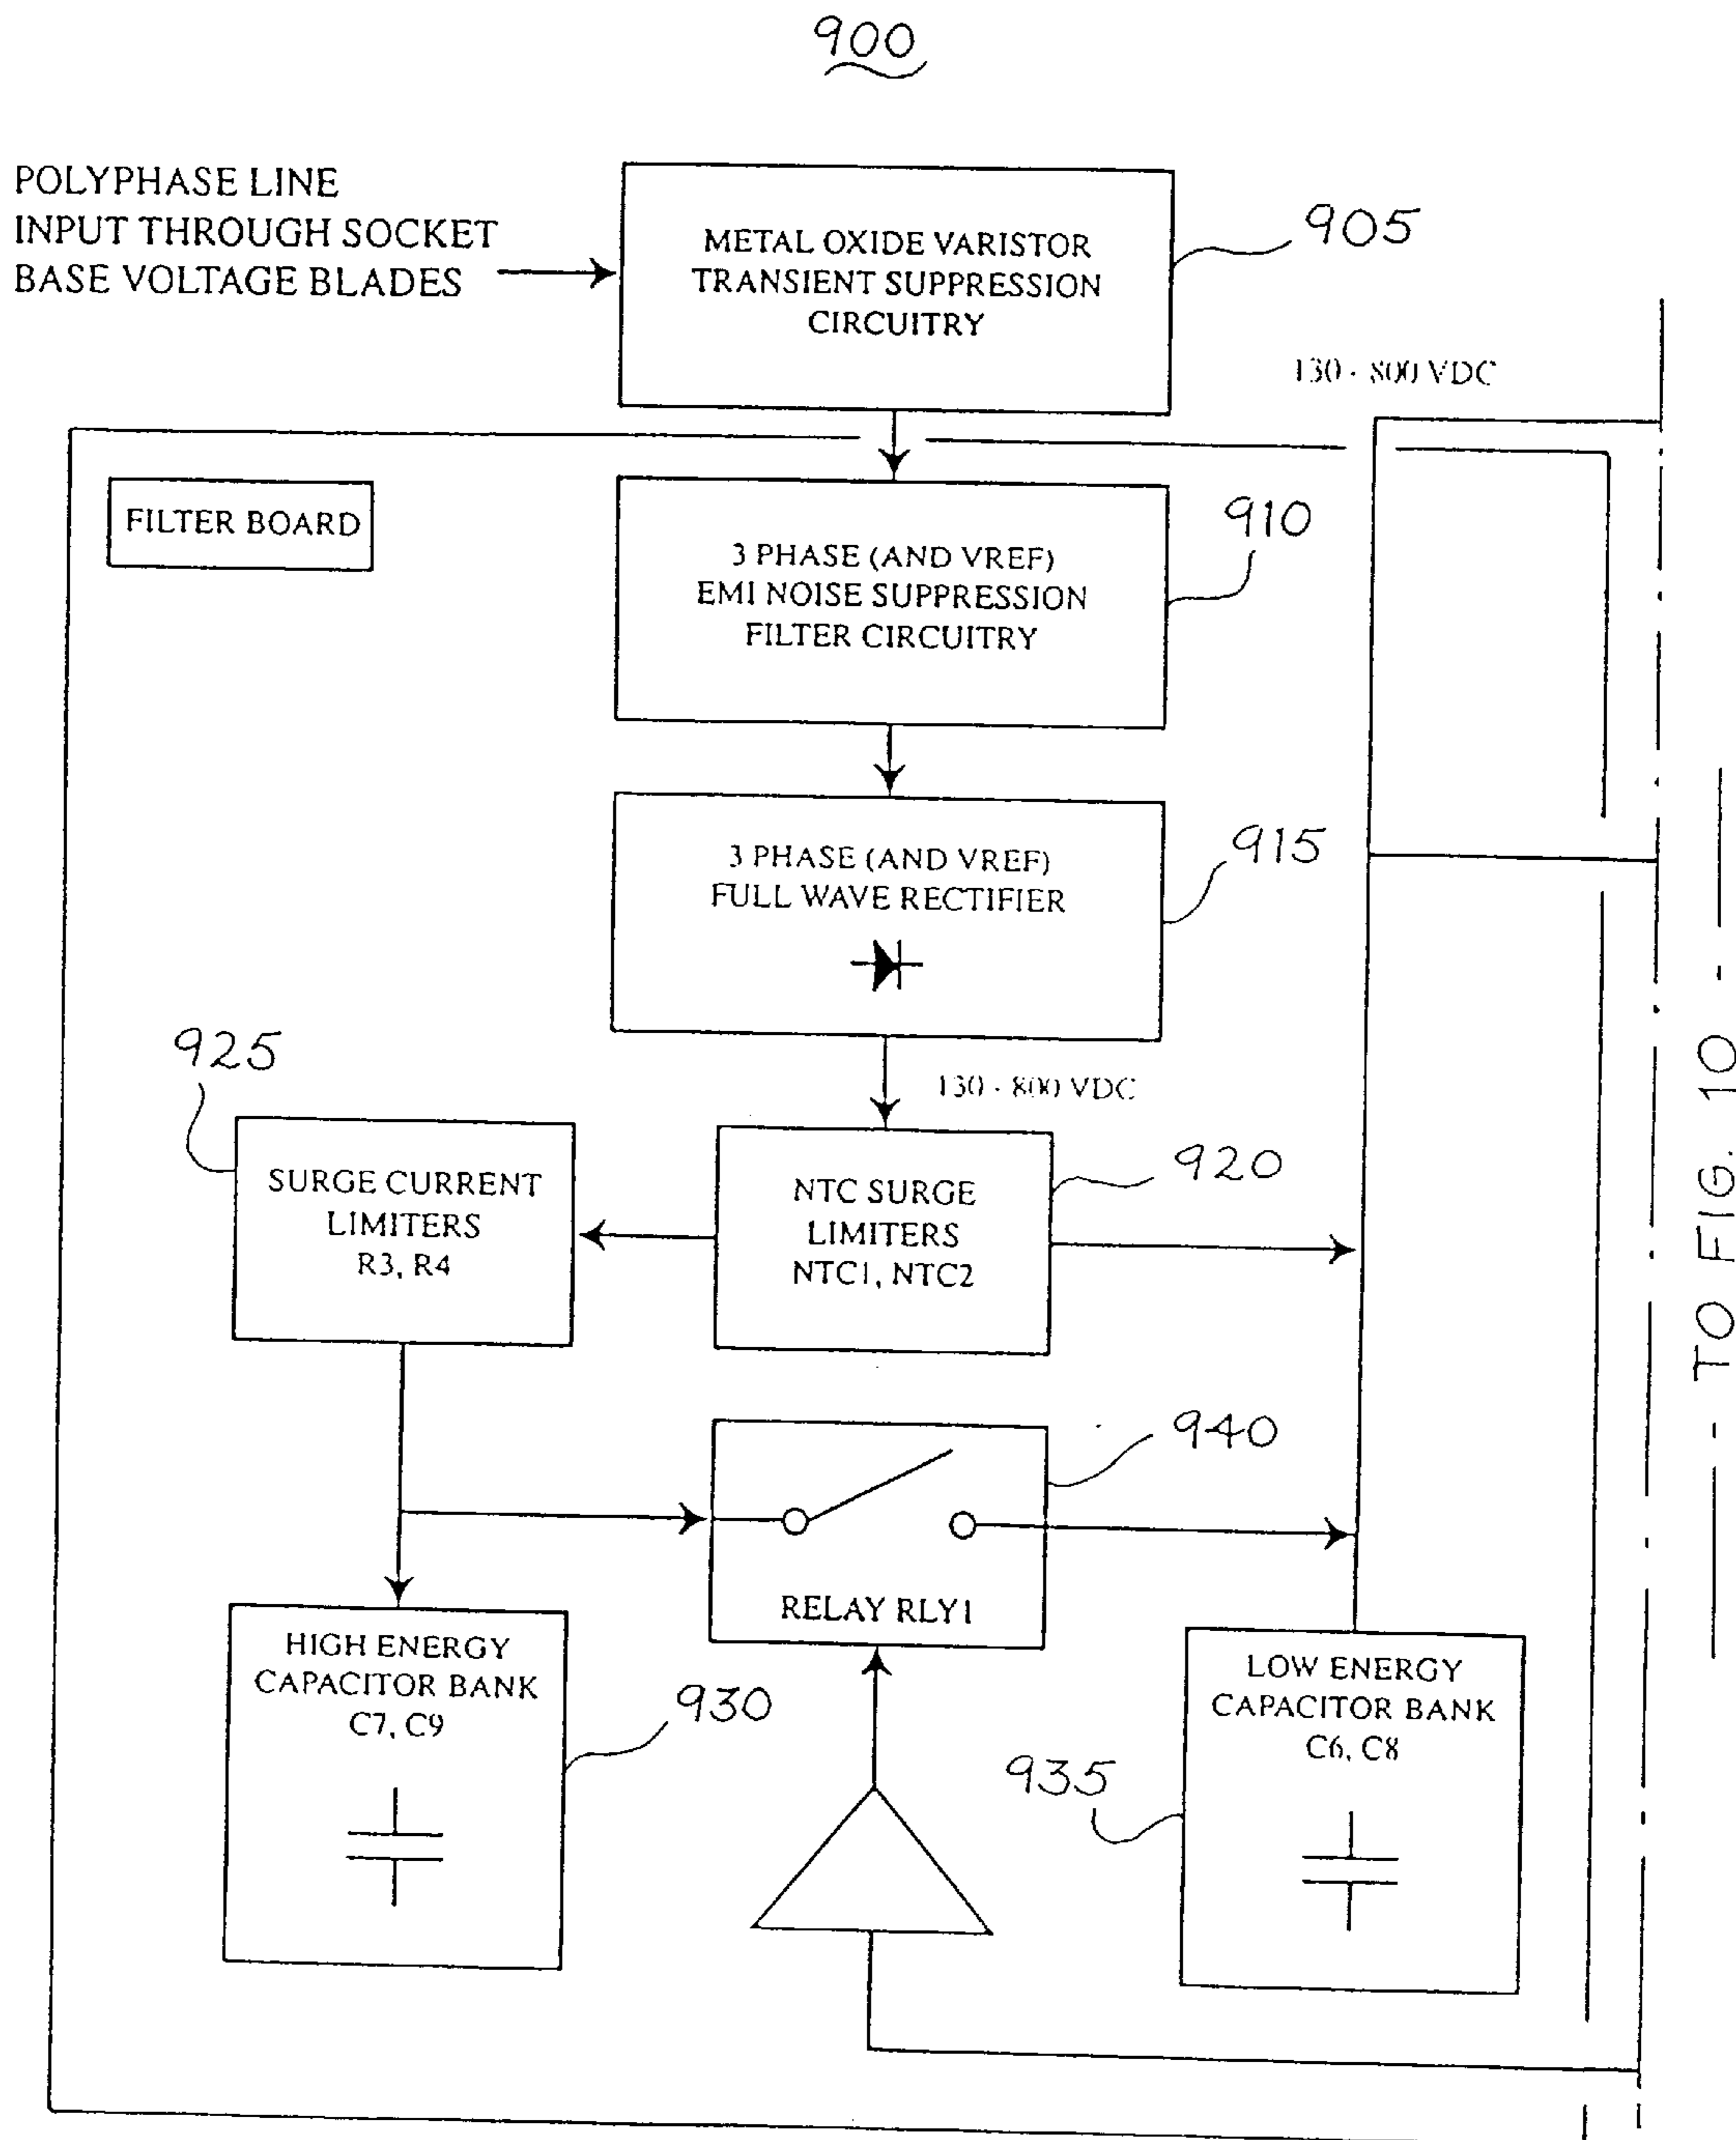 900
POLYPHASE LINE
INPUT THROUGH SOCKET
BASE VOLTAGE BLADES
METAL OXIDE VARISTOR
TRANSIENT SUPPRESSION
CIRCUITRY
905
130 - 800 VDC
FILTER BOARD
3 PHASE (AND VREF)
EMI NOISE SUPPRESSION
FILTER CIRCUITRY
910
3 PHASE (AND VREF)
FULL WAVE RECTIFIER
915
130 - 800 VDC
925
SURGE CURRENT
LIMITERS
R3, R4
NTC SURGE
LIMITERS
NTC1, NTC2
920
TO FIG. 10
940
RELAY RLY1
HIGH ENERGY
CAPACITOR BANK
C7, C9
930
LOW ENERGY
CAPACITOR BANK
C6, C8
935